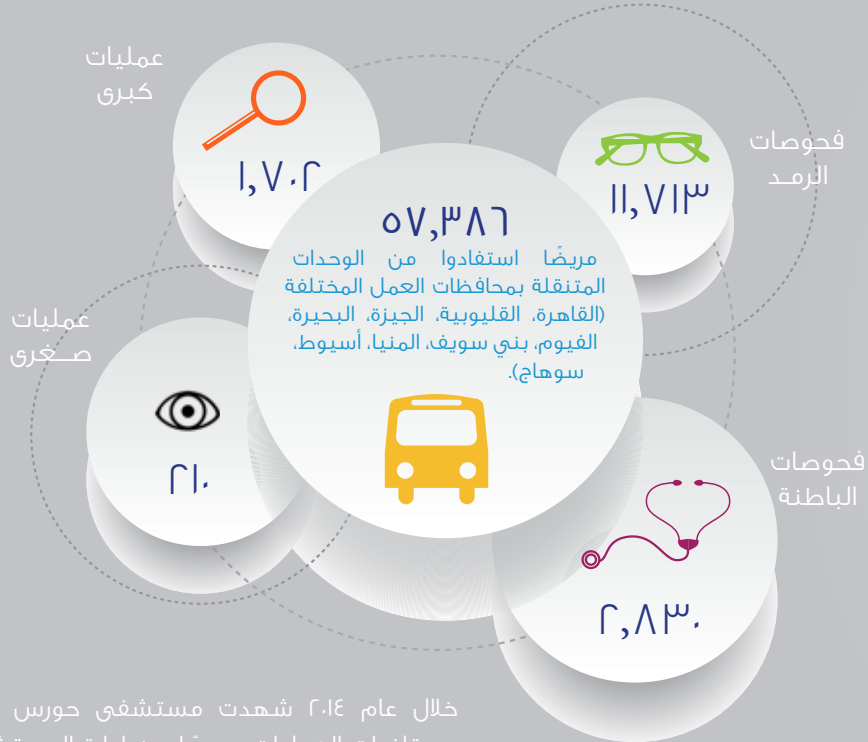 عمليات
كبرى
١,٧٠٢
فحوصات
الرمــد
١١,٧١٣
٥٧,٣٨٦
مريضًا استفادوا من الوحدات
المتنقلة بمحافظات العمل المختلفة
(القاهرة، القليوبية، الجيزة، البحيرة،
الفيوم، بني سويف، المنيا، أسيوط،
سوهاج).
عمليات
صــغرى
٢١٠
فحوصات
الباطنة
٢,٨٣٠
خلال عام ٢٠١٤ شهدت مستشفى حورس